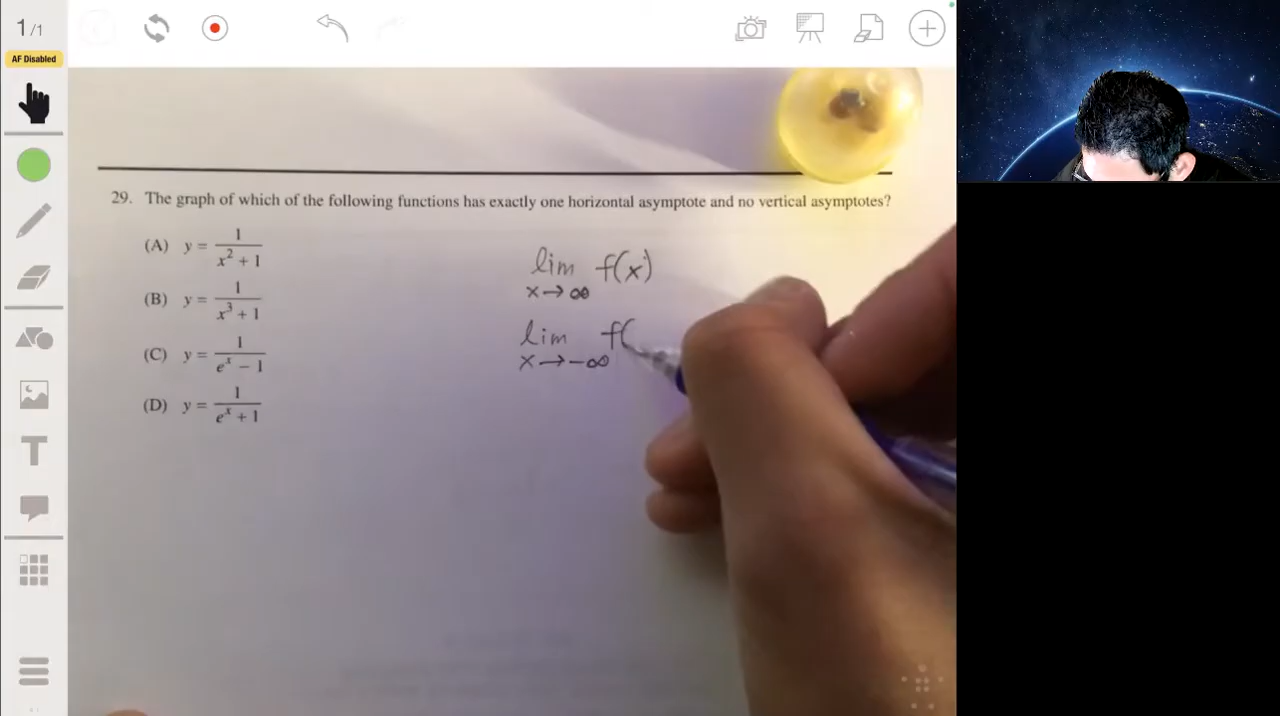 1/1
AF Disabled
29. The graph of which of the following functions has exactly one horizontal asymptote and no vertical asymptotes?
(A) y = 1/(x² + 1)
(B) y = 1/(x³ + 1)
(C) y = 1/(eˣ − 1)
(D) y = 1/(eˣ + 1)
lim f(x)
x → ∞
lim f(
x → −∞
T